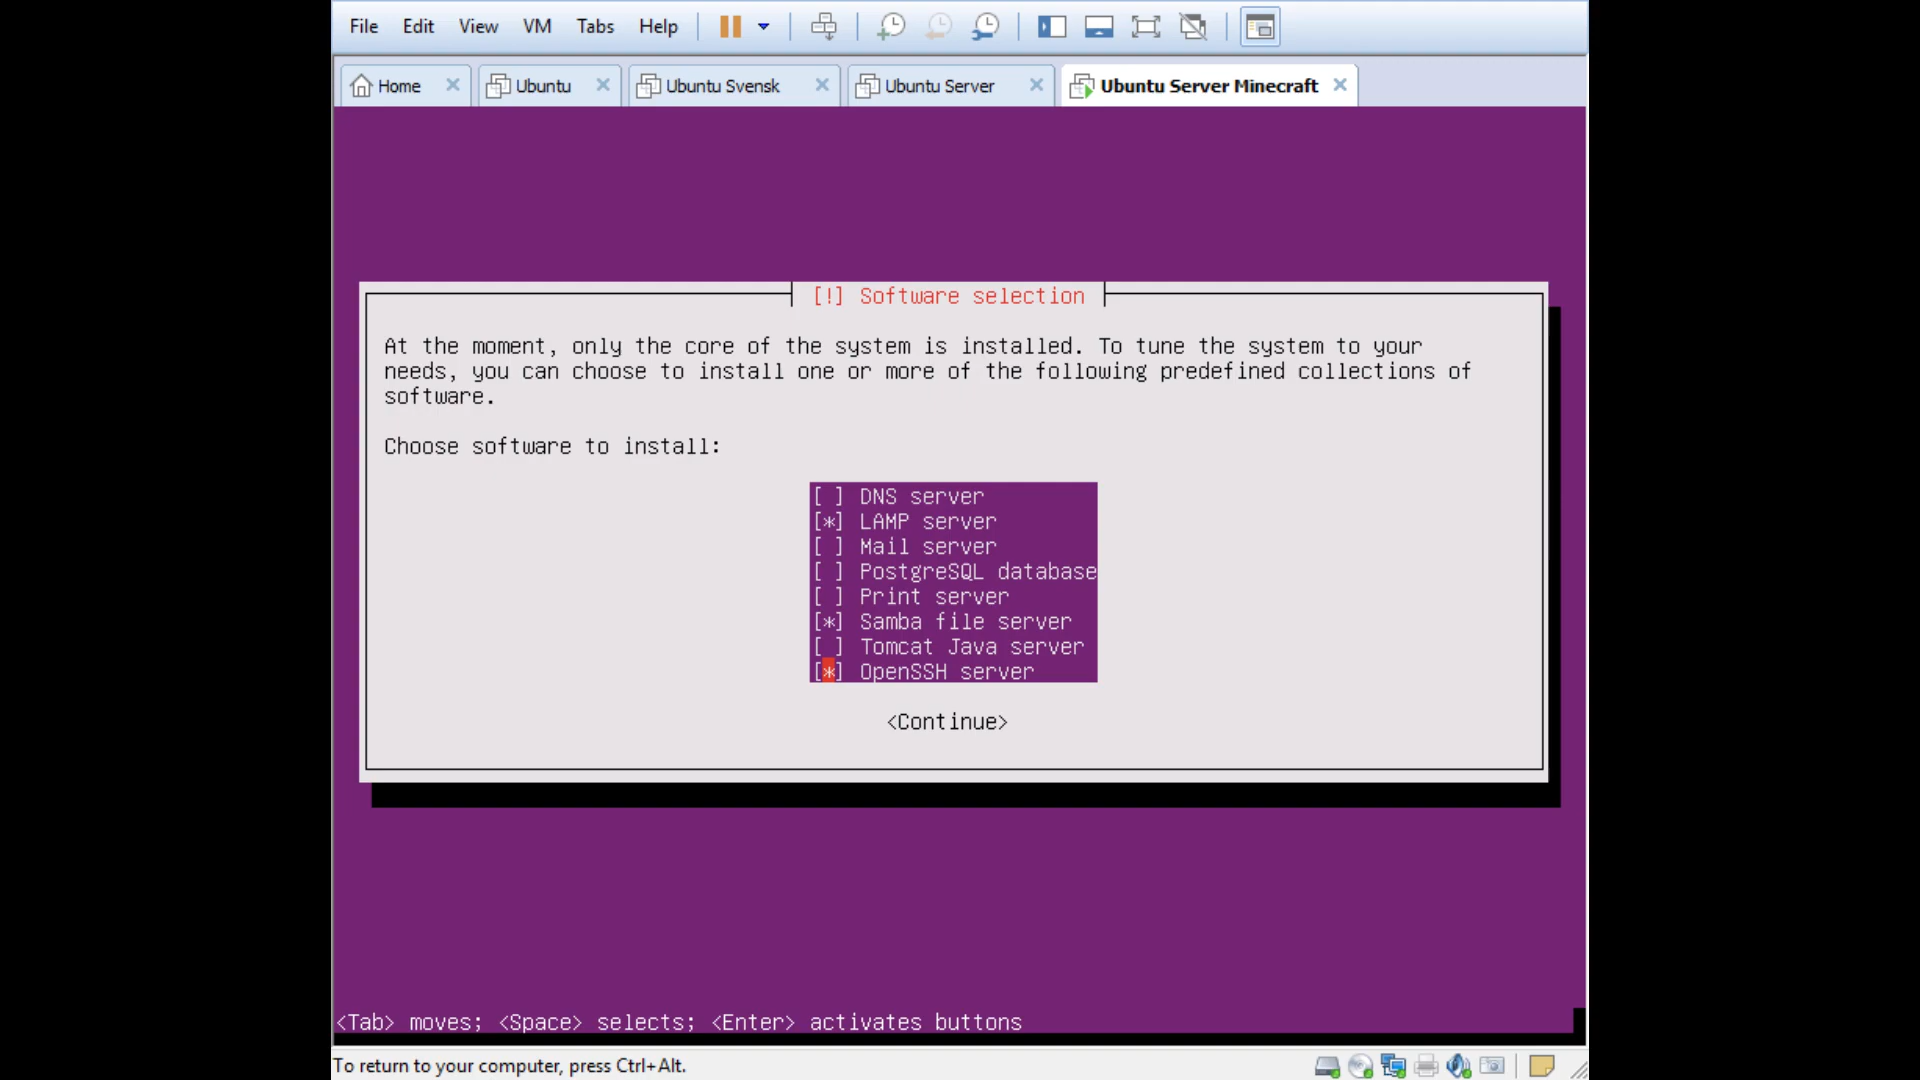 File Edit View VM Tabs Help
Home Ubuntu Ubuntu Svensk Ubuntu Server Ubuntu Server Minecraft
[!] Software selection
At the moment, only the core of the system is installed. To tune the system to your
needs, you can choose to install one or more of the following predefined collections of
software.
Choose software to install:
[ ] DNS server
[*] LAMP server
[ ] Mail server
[ ] PostgreSQL database
[ ] Print server
[*] Samba file server
[ ] Tomcat Java server
[*] OpenSSH server
<Continue>
<Tab> moves; <Space> selects; <Enter> activates buttons
To return to your computer, press Ctrl+Alt.